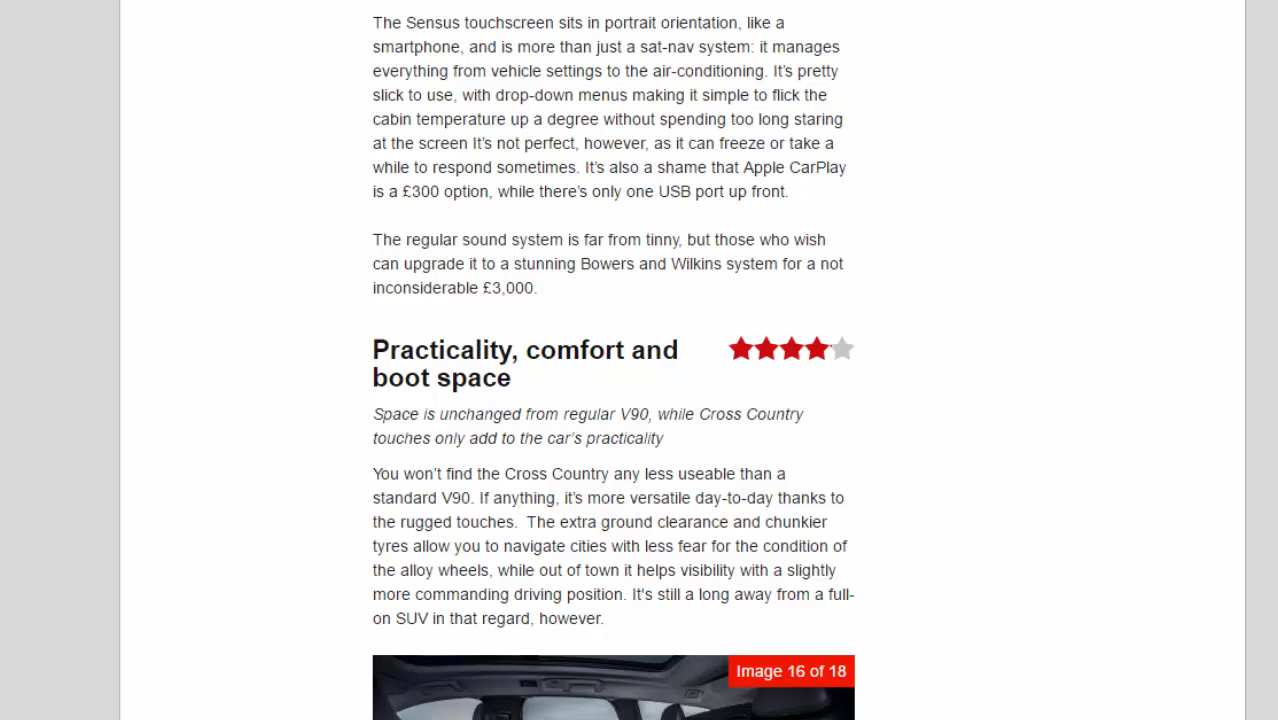 The Sensus touchscreen sits in portrait orientation, like a
smartphone, and is more than just a sat-nav system: it manages
everything from vehicle settings to the air-conditioning. It’s pretty
slick to use, with drop-down menus making it simple to flick the
cabin temperature up a degree without spending too long staring
at the screen It’s not perfect, however, as it can freeze or take a
while to respond sometimes. It’s also a shame that Apple CarPlay
is a £300 option, while there’s only one USB port up front.
The regular sound system is far from tinny, but those who wish
can upgrade it to a stunning Bowers and Wilkins system for a not
inconsiderable £3,000.
Practicality, comfort and
boot space
Space is unchanged from regular V90, while Cross Country
touches only add to the car’s practicality
You won’t find the Cross Country any less useable than a
standard V90. If anything, it’s more versatile day-to-day thanks to
the rugged touches.  The extra ground clearance and chunkier
tyres allow you to navigate cities with less fear for the condition of
the alloy wheels, while out of town it helps visibility with a slightly
more commanding driving position. It's still a long away from a full-
on SUV in that regard, however.
Image 16 of 18